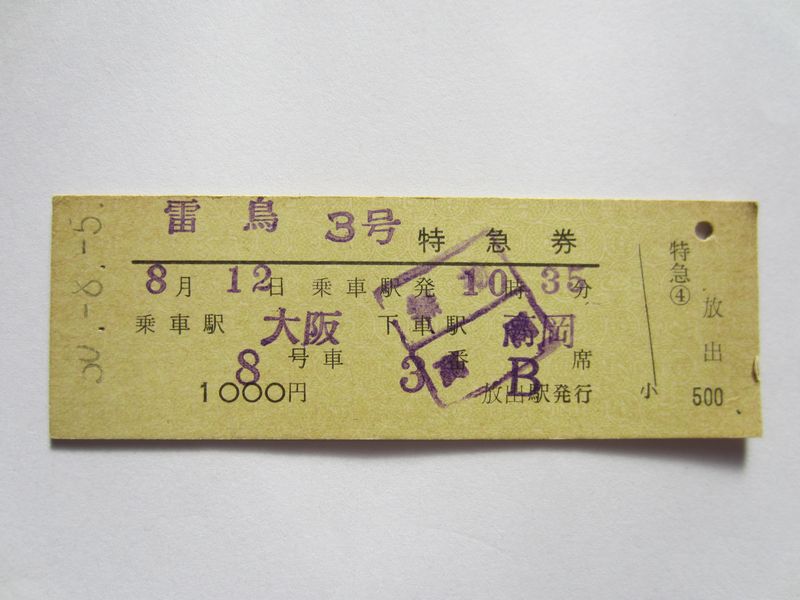 雷鳥 3号
特急券
8月12日 乗車駅発 10時35分
乗車駅 大阪 下車駅 高岡
8号車 3番 B席
1000円 放出駅発行
50.-8.-5.
特急④
小
放出
500